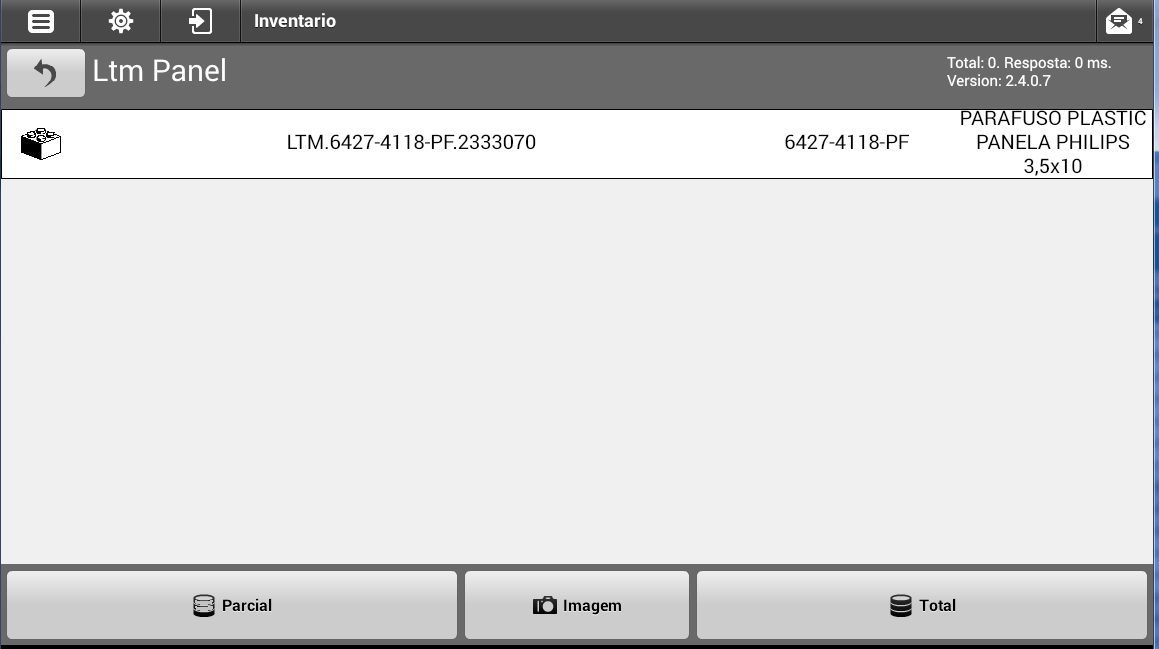 Inventario
4
Ltm Panel
Total: 0. Resposta: 0 ms.
Version: 2.4.0.7
LTM.6427-4118-PF.2333070
6427-4118-PF
PARAFUSO PLASTIC
PANELA PHILIPS
3,5x10
Parcial
Imagem
Total